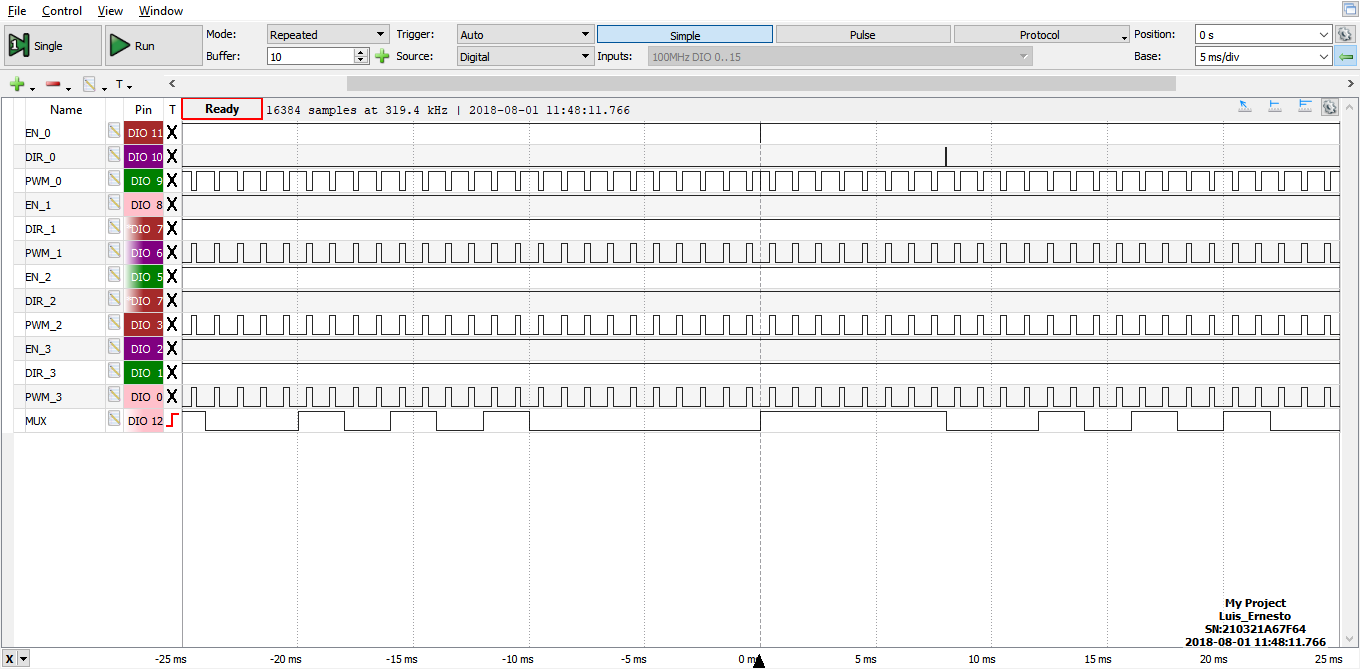 File Control View Window
Single Run Mode: Repeated Trigger: Auto Simple Pulse Protocol Position: 0 s
Buffer: 10 Source: Digital Inputs: 100MHz DIO 0..15 Base: 5 ms/div
T
Name Pin T Ready 16384 samples at 319.4 kHz | 2018-08-01 11:48:11.766
EN_0 DIO 11 X
DIR_0 DIO 10 X
PWM_0 DIO 9 X
EN_1 DIO 8 X
DIR_1 DIO 7 X
PWM_1 DIO 6 X
EN_2 DIO 5 X
DIR_2 DIO 7 X
PWM_2 DIO 3 X
EN_3 DIO 2 X
DIR_3 DIO 1 X
PWM_3 DIO 0 X
MUX DIO 12
My Project
Luis_Ernesto
SN:210321A67F64
2018-08-01 11:48:11.766
X -25 ms -20 ms -15 ms -10 ms -5 ms 0 ms 5 ms 10 ms 15 ms 20 ms 25 ms